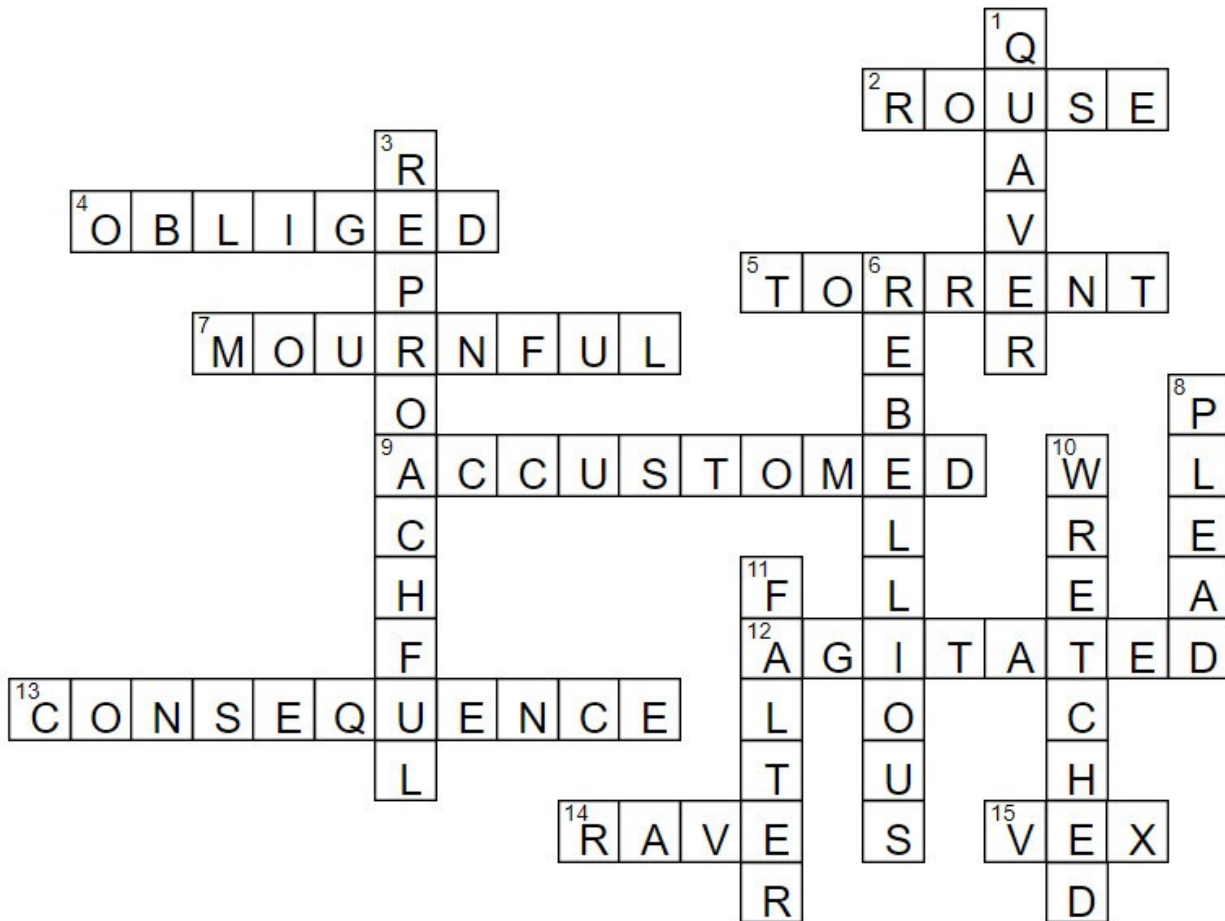 1 QUAVER
2 ROUSE
3 REPROACHFUL
4 OBLIGED
5 TORRENT
6 REBELLIOUS
7 MOURNFUL
8 PLEAD
9 ACCUSTOMED
10 WRETCHED
11 FALTER
12 AGITATED
13 CONSEQUENCE
14 RAVE
15 VEX